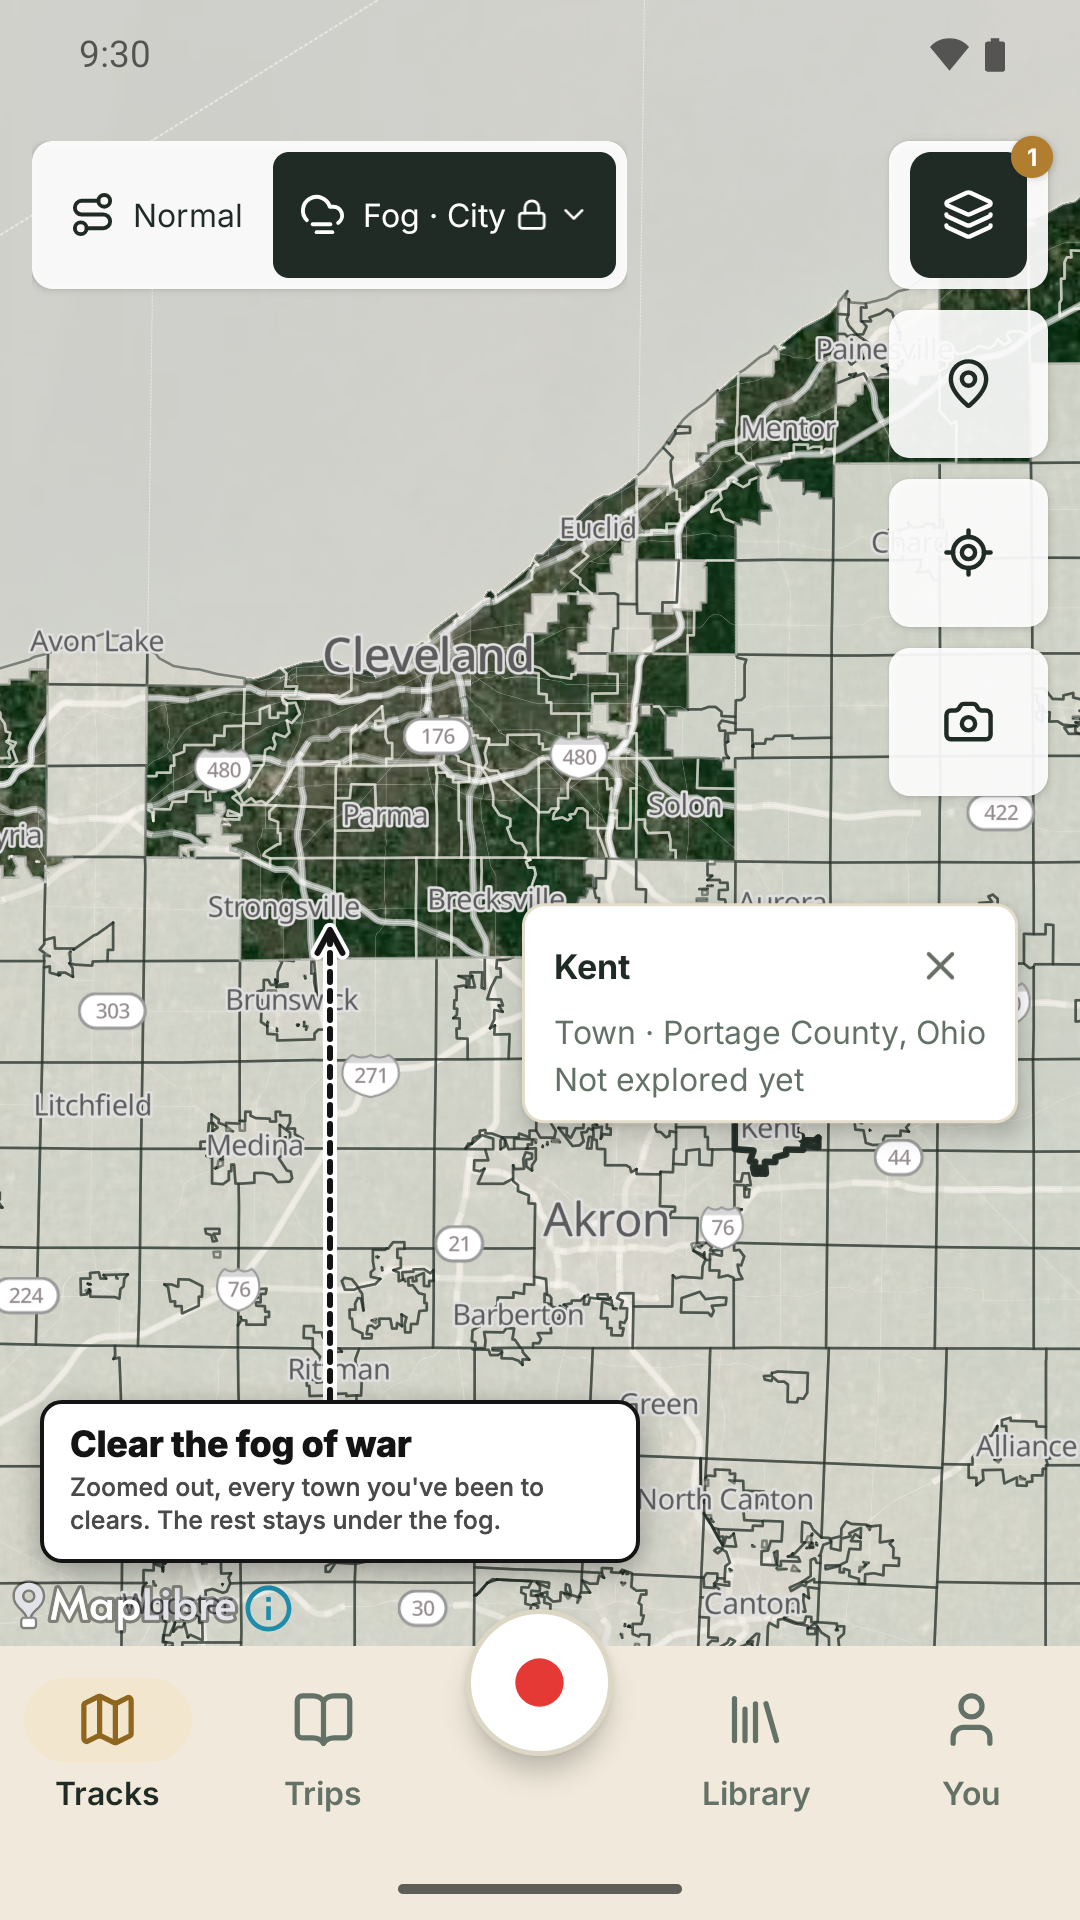 9:30
1
Normal
Fog · City
Painesville
Mentor
Euclid
Avon Lake
Cleveland
176
480
480
Parma
Solon
yria
422
Strongsville
Brecksville
Aurora
Kent
Town · Portage County, Ohio
Not explored yet
303
Brunswick
271
Litchfield
Medina
Kent
44
Akron
21
76
76
224
Barberton
Rittman
Green
Clear the fog of war
Zoomed out, every town you've been to
clears. The rest stays under the fog.
Alliance
North Canton
MapLibre
30
Canton
Tracks
Trips
Library
You